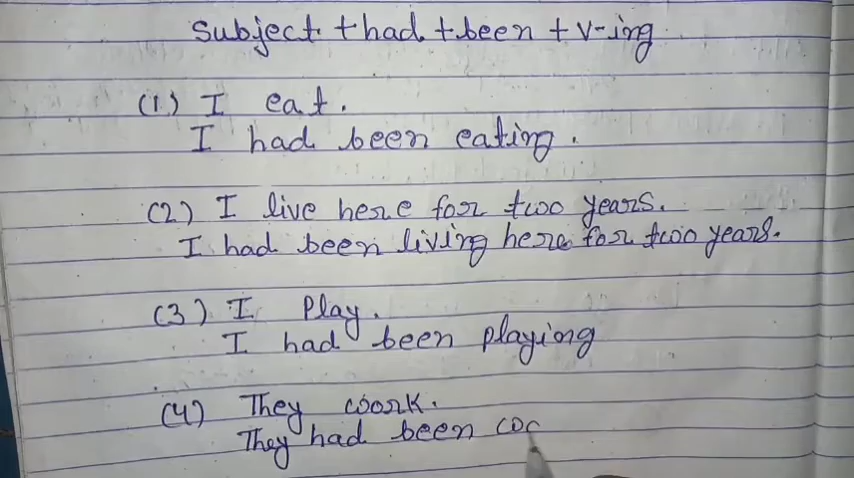 Subject + had + been + v-ing
(1) I eat.
I had been eating.
(2) I live here for two years.
I had been living here for two years.
(3) I Play.
I had been playing
(4) They work.
They had been wo